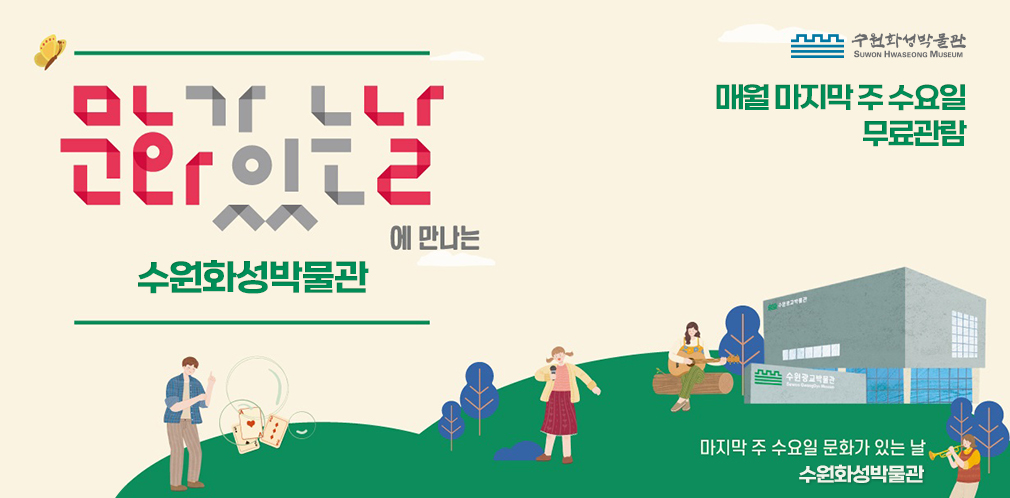 문화가 있는 날
에 만나는
수원화성박물관
수원화성박물관
SUWON HWASEONG MUSEUM
매월 마지막 주 수요일
무료관람
수원광교박물관
수원광교박물관
Suwon Gwanggyo Museum
마지막 주 수요일 문화가 있는 날
수원화성박물관